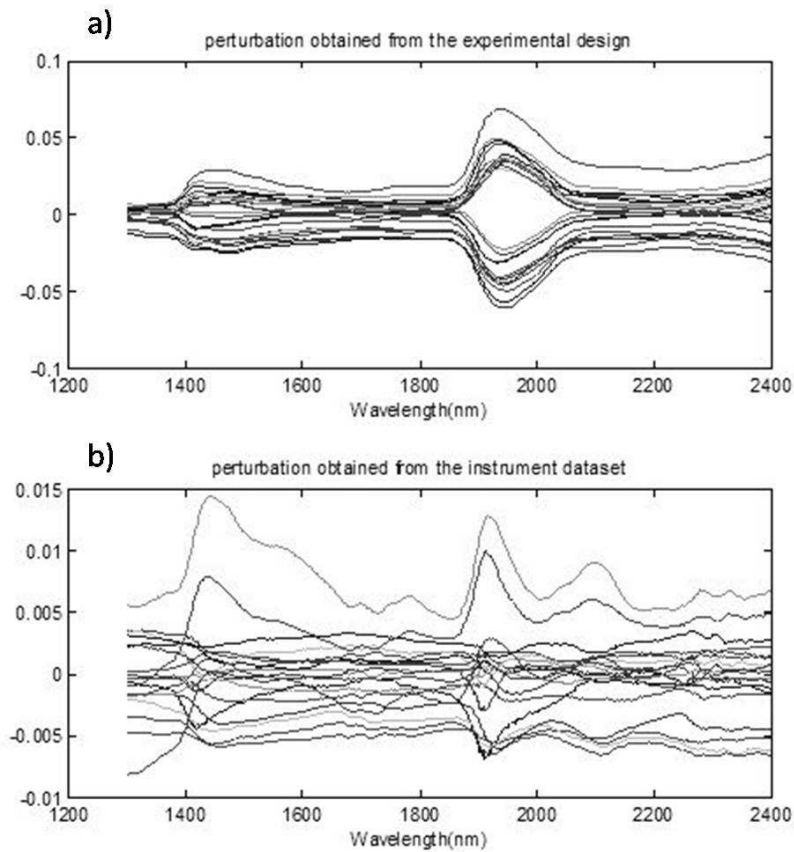 a)
perturbation obtained from the experimental design
0.1
0.05
0
-0.05
-0.1
1200 1400 1600 1800 2000 2200 2400
Wavelength(nm)
b)
perturbation obtained from the instrument dataset
0.015
0.01
0.005
0
-0.005
-0.01
1200 1400 1600 1800 2000 2200 2400
Wavelength(nm)